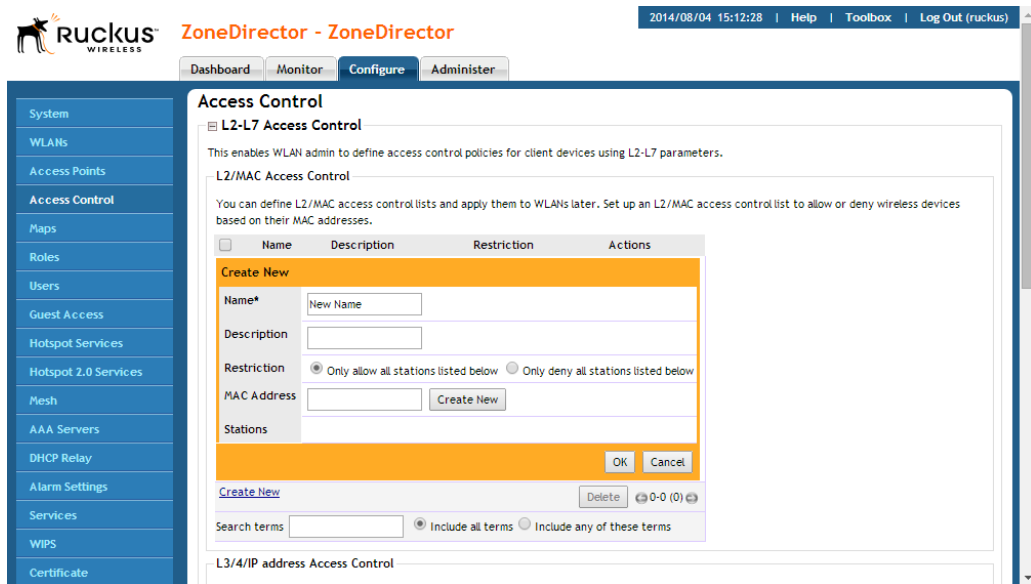 2014/08/04 15:12:28 | Help | Toolbox | Log Out (ruckus)
Ruckus WIRELESS
ZoneDirector - ZoneDirector
Dashboard Monitor Configure Administer
System
WLANs
Access Points
Access Control
Maps
Roles
Users
Guest Access
Hotspot Services
Hotspot 2.0 Services
Mesh
AAA Servers
DHCP Relay
Alarm Settings
Services
WIPS
Certificate
Access Control
L2-L7 Access Control
This enables WLAN admin to define access control policies for client devices using L2-L7 parameters.
L2/MAC Access Control
You can define L2/MAC access control lists and apply them to WLANs later. Set up an L2/MAC access control list to allow or deny wireless devices
based on their MAC addresses.
Name Description Restriction Actions
Create New
Name* New Name
Description
Restriction Only allow all stations listed below Only deny all stations listed below
MAC Address Create New
Stations
OK Cancel
Create New Delete 0-0 (0)
Search terms Include all terms Include any of these terms
L3/4/IP address Access Control